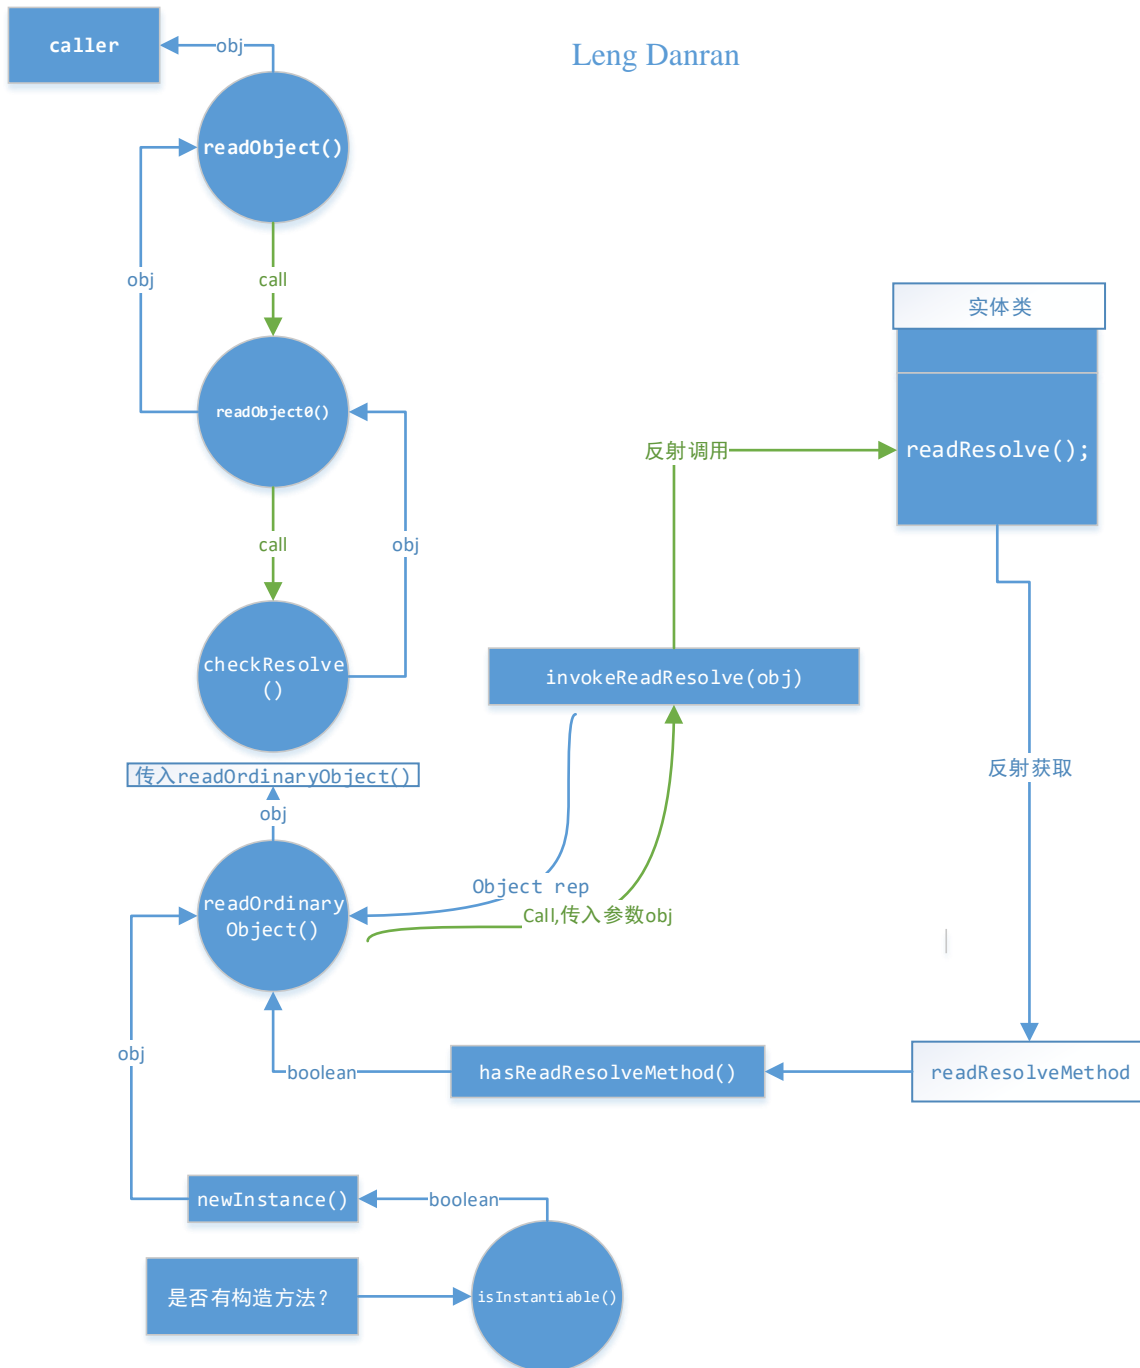 caller
obj
Leng Danran
readObject()
obj
call
实体类
readObject0()
反射调用
readResolve();
call
obj
checkResolve
()
invokeReadResolve(obj)
传入readOrdinaryObject()
反射获取
obj
Object rep
readOrdinary
Object()
Call,传入参数obj
obj
boolean
hasReadResolveMethod()
readResolveMethod
newInstance()
boolean
是否有构造方法?
isInstantiable()